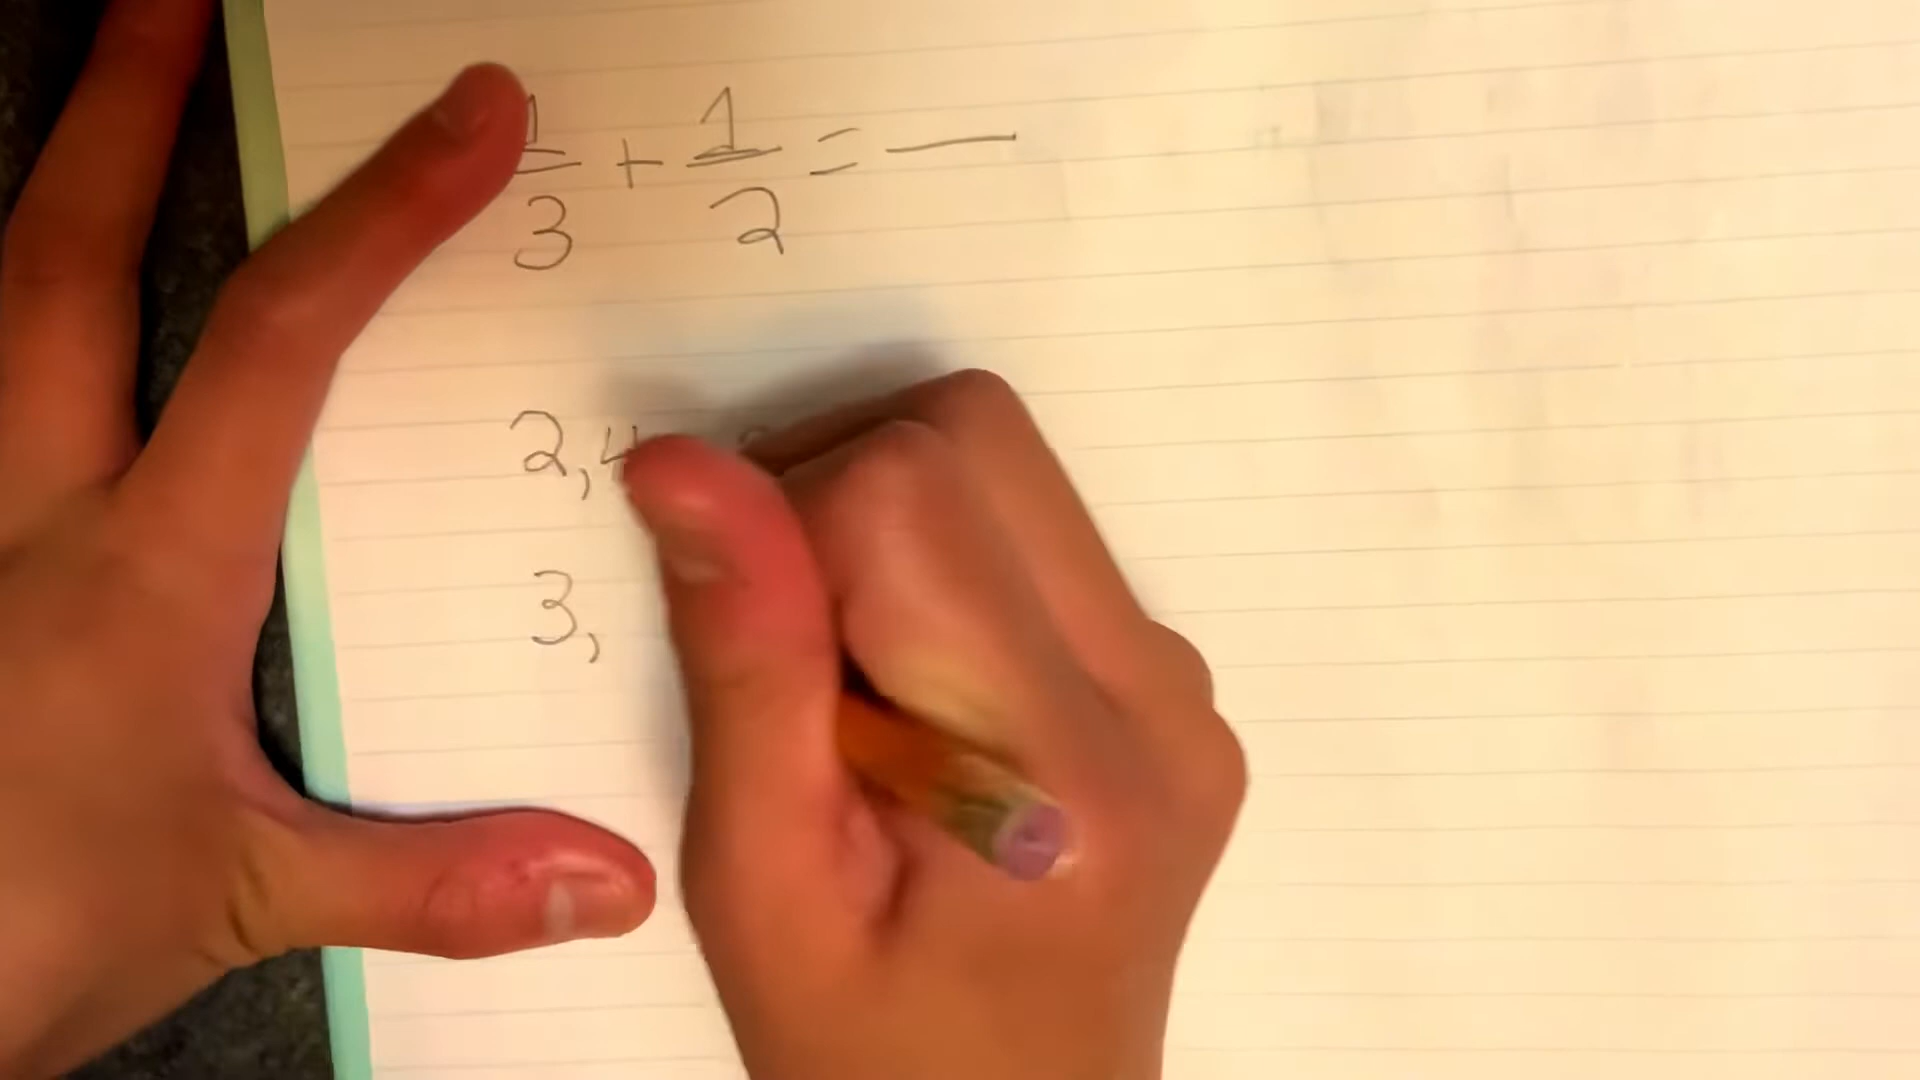 1/3 + 1/2 = —
2, 4
3,